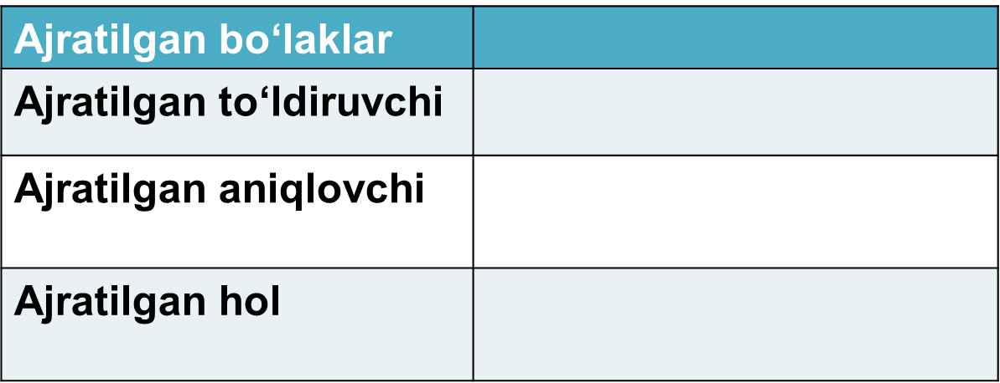 Ajratilgan bo‘laklar
Ajratilgan to‘ldiruvchi
Ajratilgan aniqlovchi
Ajratilgan hol